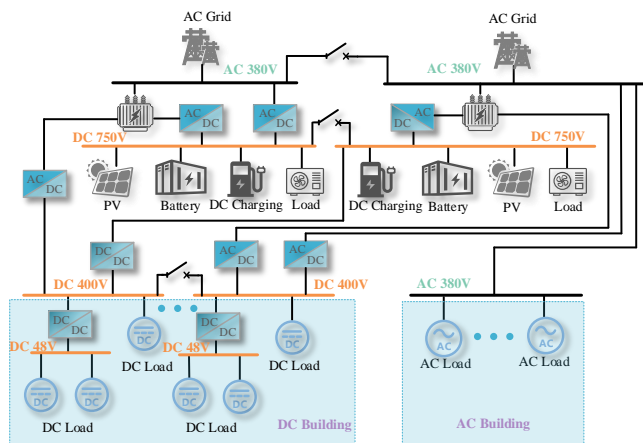 AC Grid
AC Grid
AC 380V
AC 380V
AC
DC
AC
DC
DC
AC
DC 750V
DC 750V
AC
DC
PV
Battery
DC Charging
Load
DC Charging
Battery
PV
Load
DC
DC
AC
DC
AC
DC
DC 400V
DC 400V
AC 380V
DC
DC
DC
DC
DC
DC
AC
AC
DC 48V
DC Load
DC 48V
DC Load
AC Load
AC Load
DC
DC
DC
DC
DC Load
DC Load
DC Building
AC Building